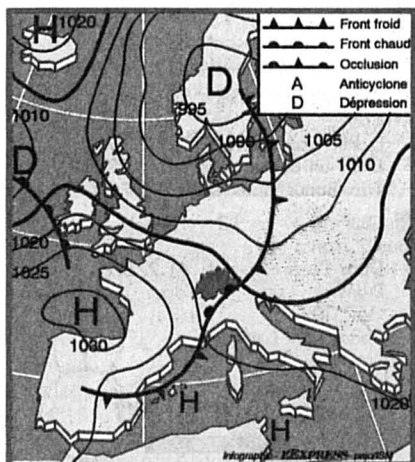 1020
H
Front froid
Front chaud
Occlusion
A Anticyclone
D Dépression
D
995
1010
1000
1005
1010
D
1020
1025
H
1030
H
H
1020
Infographie - L'EXPRESS